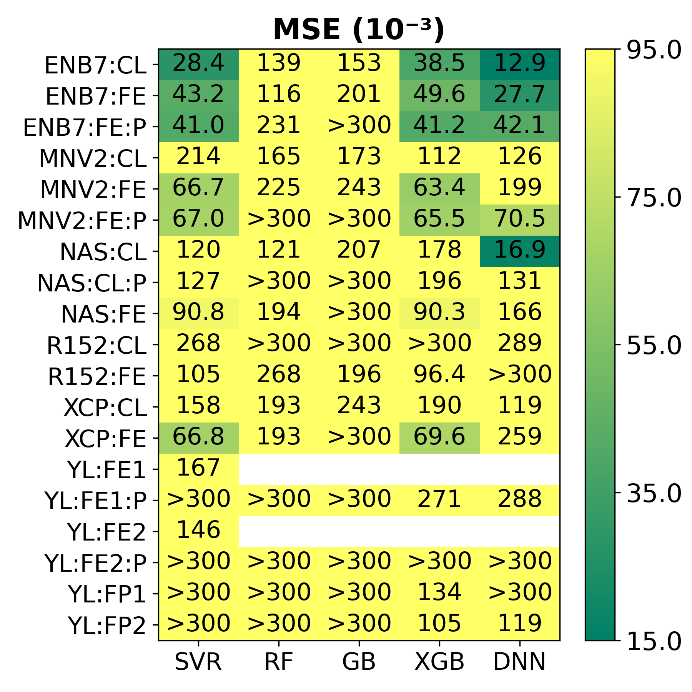 MSE (10⁻³)
ENB7:CL 28.4 139 153 38.5 12.9
ENB7:FE 43.2 116 201 49.6 27.7
ENB7:FE:P 41.0 231 >300 41.2 42.1
MNV2:CL 214 165 173 112 126
MNV2:FE 66.7 225 243 63.4 199
MNV2:FE:P 67.0 >300 >300 65.5 70.5
NAS:CL 120 121 207 178 16.9
NAS:CL:P 127 >300 >300 196 131
NAS:FE 90.8 194 >300 90.3 166
R152:CL 268 >300 >300 >300 289
R152:FE 105 268 196 96.4 >300
XCP:CL 158 193 243 190 119
XCP:FE 66.8 193 >300 69.6 259
YL:FE1 167
YL:FE1:P >300 >300 >300 271 288
YL:FE2 146
YL:FE2:P >300 >300 >300 >300 >300
YL:FP1 >300 >300 >300 134 >300
YL:FP2 >300 >300 >300 105 119
SVR RF GB XGB DNN
95.0
75.0
55.0
35.0
15.0